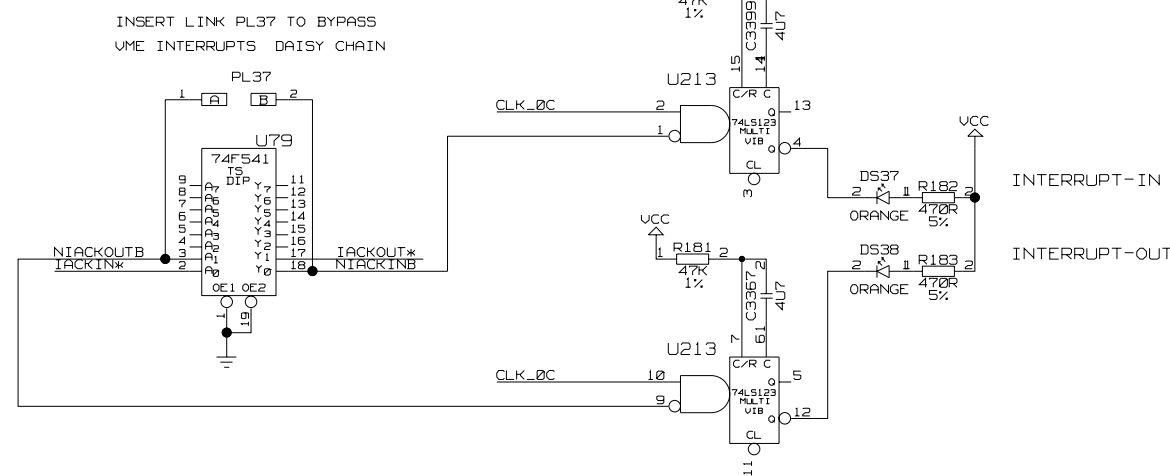 INSERT LINK PL37 TO BYPASS
VME INTERRUPTS DAISY CHAIN
PL37
1 A B 2
U79
74F541
TS
DIP
9 A7 Y7 11
8 A6 Y6 12
7 A5 Y5 13
6 A4 Y4 14
5 A3 Y3 15
4 A2 Y2 16
NIACKOUTB 3 A1 Y1 17 IACKOUT*
IACKIN* 2 A0 Y0 18 NIACKINB
OE1 OE2
1 19
47K
1%
C3399
4U7
15 14
U213
C/R C
CLK_0C 2
1
Q 13
74LS123
MULTI
VIB
Q 4
CL
3
VCC
DS37
2 1 R182 2
ORANGE 470R
5%
INTERRUPT-IN
DS38
2 1 R183 2
ORANGE 470R
5%
INTERRUPT-OUT
VCC
1 R181 2
47K
1%
2
C3367
4U7
7 61
U213
C/R C
CLK_0C 10
9
Q 5
74LS123
MULTI
VIB
Q 12
CL
11